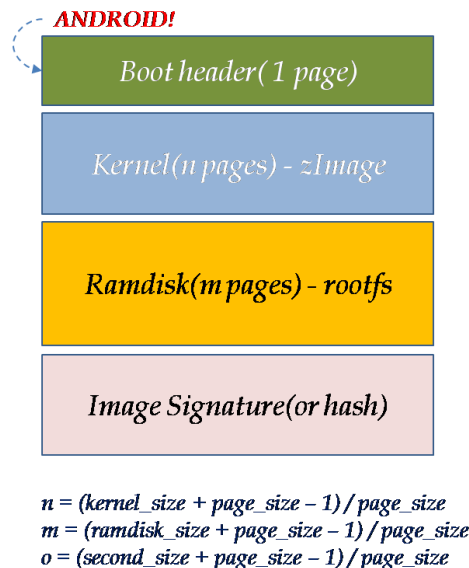 ANDROID!
Boot header( 1 page)
Kernel(n pages) - zImage
Ramdisk(m pages) - rootfs
Image Signature(or hash)
n = (kernel_size + page_size – 1) / page_size
m = (ramdisk_size + page_size – 1) / page_size
o = (second_size + page_size – 1) / page_size